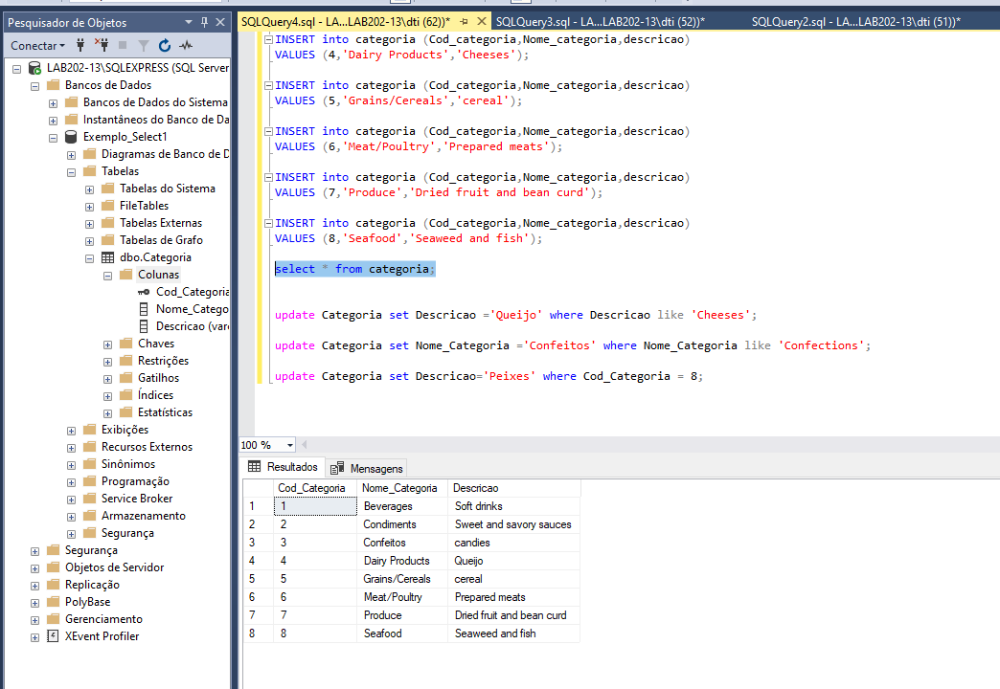 Pesquisador de Objetos
Conectar
LAB202-13\SQLEXPRESS (SQL Server
Bancos de Dados
Bancos de Dados do Sistema
Instantâneos do Banco de Da
Exemplo_Select1
Diagramas de Banco de D
Tabelas
Tabelas do Sistema
FileTables
Tabelas Externas
Tabelas de Grafo
dbo.Categoria
Colunas
Cod_Categoria
Nome_Catego
Descricao (varc
Chaves
Restrições
Gatilhos
Índices
Estatísticas
Exibições
Recursos Externos
Sinônimos
Programação
Service Broker
Armazenamento
Segurança
Segurança
Objetos de Servidor
Replicação
PolyBase
Gerenciamento
XEvent Profiler
SQLQuery4.sql - LA...LAB202-13\dti (62))*
SQLQuery3.sql - LA...LAB202-13\dti (52))*
SQLQuery2.sql - LA...LAB202-13\dti (51))*
INSERT into categoria (Cod_categoria,Nome_categoria,descricao)
VALUES (4,'Dairy Products','Cheeses');
INSERT into categoria (Cod_categoria,Nome_categoria,descricao)
VALUES (5,'Grains/Cereals','cereal');
INSERT into categoria (Cod_categoria,Nome_categoria,descricao)
VALUES (6,'Meat/Poultry','Prepared meats');
INSERT into categoria (Cod_categoria,Nome_categoria,descricao)
VALUES (7,'Produce','Dried fruit and bean curd');
INSERT into categoria (Cod_categoria,Nome_categoria,descricao)
VALUES (8,'Seafood','Seaweed and fish');
select * from categoria;
update Categoria set Descricao ='Queijo' where Descricao like 'Cheeses';
update Categoria set Nome_Categoria ='Confeitos' where Nome_Categoria like 'Confections';
update Categoria set Descricao='Peixes' where Cod_Categoria = 8;
100 %
Resultados Mensagens
Cod_Categoria Nome_Categoria Descricao
1 1 Beverages Soft drinks
2 2 Condiments Sweet and savory sauces
3 3 Confeitos candies
4 4 Dairy Products Queijo
5 5 Grains/Cereals cereal
6 6 Meat/Poultry Prepared meats
7 7 Produce Dried fruit and bean curd
8 8 Seafood Seaweed and fish